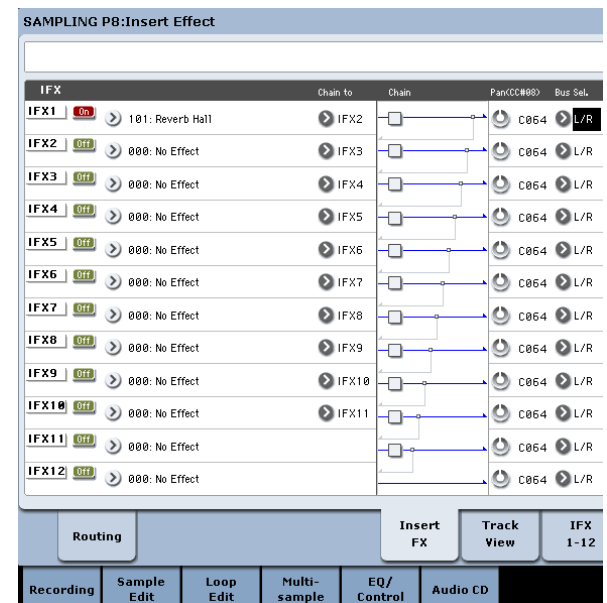 SAMPLING P8:Insert Effect
IFX Chain to Chain Pan(CC#08) Bus Sel.
IFX1 On 101: Reverb Hall IFX2 C064 L/R
IFX2 Off 000: No Effect IFX3 C064 L/R
IFX3 Off 000: No Effect IFX4 C064 L/R
IFX4 Off 000: No Effect IFX5 C064 L/R
IFX5 Off 000: No Effect IFX6 C064 L/R
IFX6 Off 000: No Effect IFX7 C064 L/R
IFX7 Off 000: No Effect IFX8 C064 L/R
IFX8 Off 000: No Effect IFX9 C064 L/R
IFX9 Off 000: No Effect IFX10 C064 L/R
IFX10 Off 000: No Effect IFX11 C064 L/R
IFX11 Off 000: No Effect C064 L/R
IFX12 Off 000: No Effect C064 L/R
Routing
Insert
FX
Track
View
IFX
1-12
Recording
Sample
Edit
Loop
Edit
Multi-
sample
EQ/
Control
Audio CD